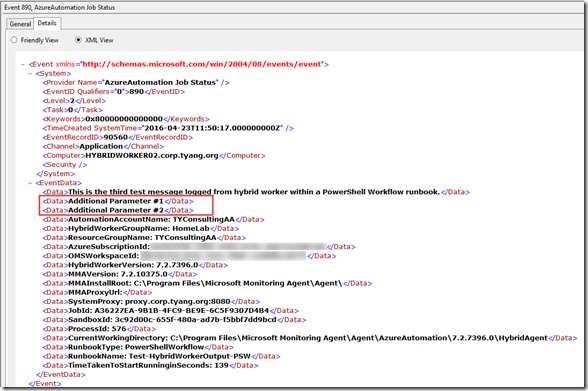 Event 890, AzureAutomation Job Status
General Details
Friendly View XML View
- <Event xmlns="http://schemas.microsoft.com/win/2004/08/events/event">
- <System>
<Provider Name="AzureAutomation Job Status" />
<EventID Qualifiers="0">890</EventID>
<Level>2</Level>
<Task>0</Task>
<Keywords>0x80000000000000</Keywords>
<TimeCreated SystemTime="2016-04-23T11:50:17.000000000Z" />
<EventRecordID>90560</EventRecordID>
<Channel>Application</Channel>
<Computer>HYBRIDWORKER02.corp.tyang.org</Computer>
<Security />
</System>
- <EventData>
<Data>This is the third test message logged from hybrid worker within a PowerShell Workflow runbook.</Data>
<Data>Additional Parameter #1</Data>
<Data>Additional Parameter #2</Data>
<Data>AutomationAccountName: TYConsultingAA</Data>
<Data>HybridWorkerGroupName: HomeLab</Data>
<Data>ResourceGroupName: TYConsultingAA</Data>
<Data>AzureSubscriptionId: </Data>
<Data>OMSWorkspaceId: </Data>
<Data>HybridWorkerVersion: 7.2.7396.0</Data>
<Data>MMAVersion: 7.2.10375.0</Data>
<Data>MMAInstallRoot: C:\Program Files\Microsoft Monitoring Agent\Agent\</Data>
<Data>MMAProxyUrl:</Data>
<Data>SystemProxy: proxy.corp.tyang.org:8080</Data>
<Data>JobId: A36227EA-9B1B-4FC9-BE9E-6C5F9307D4B4</Data>
<Data>SandboxId: 3c92d00c-655f-480a-ad7b-f5bbf7dd9bcd</Data>
<Data>ProcessId: 576</Data>
<Data>CurrentWorkingDirectory: C:\Program Files\Microsoft Monitoring Agent\Agent\AzureAutomation\7.2.7396.0\HybridAgent</Data>
<Data>RunbookType: PowerShellWorkflow</Data>
<Data>RunbookName: Test-HybridWorkerOutput-PSW</Data>
<Data>TimeTakenToStartRunninginSeconds: 139</Data>
</EventData>
</Event>